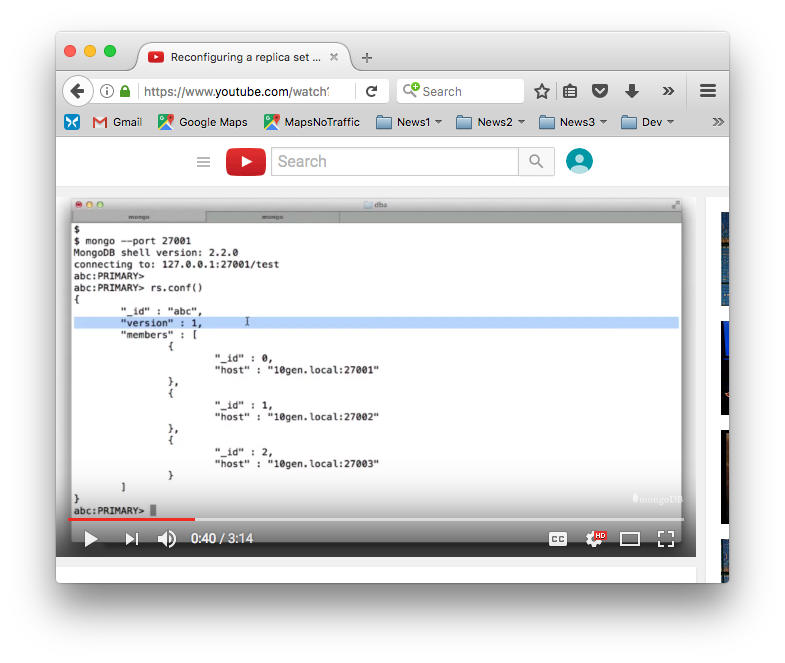 Reconfiguring a replica set ...
https://www.youtube.com/watch?
Search
Gmail
Google Maps
MapsNoTraffic
News1
News2
News3
Dev
Search
dba
mongo
mongo
$
$ mongo --port 27001
MongoDB shell version: 2.2.0
connecting to: 127.0.0.1:27001/test
abc:PRIMARY>
abc:PRIMARY> rs.conf()
{
"_id" : "abc",
"version" : 1,
"members" : [
{
"_id" : 0,
"host" : "10gen.local:27001"
},
{
"_id" : 1,
"host" : "10gen.local:27002"
},
{
"_id" : 2,
"host" : "10gen.local:27003"
}
]
}
abc:PRIMARY>
mongoDB
0:40 / 3:14
CC
HD